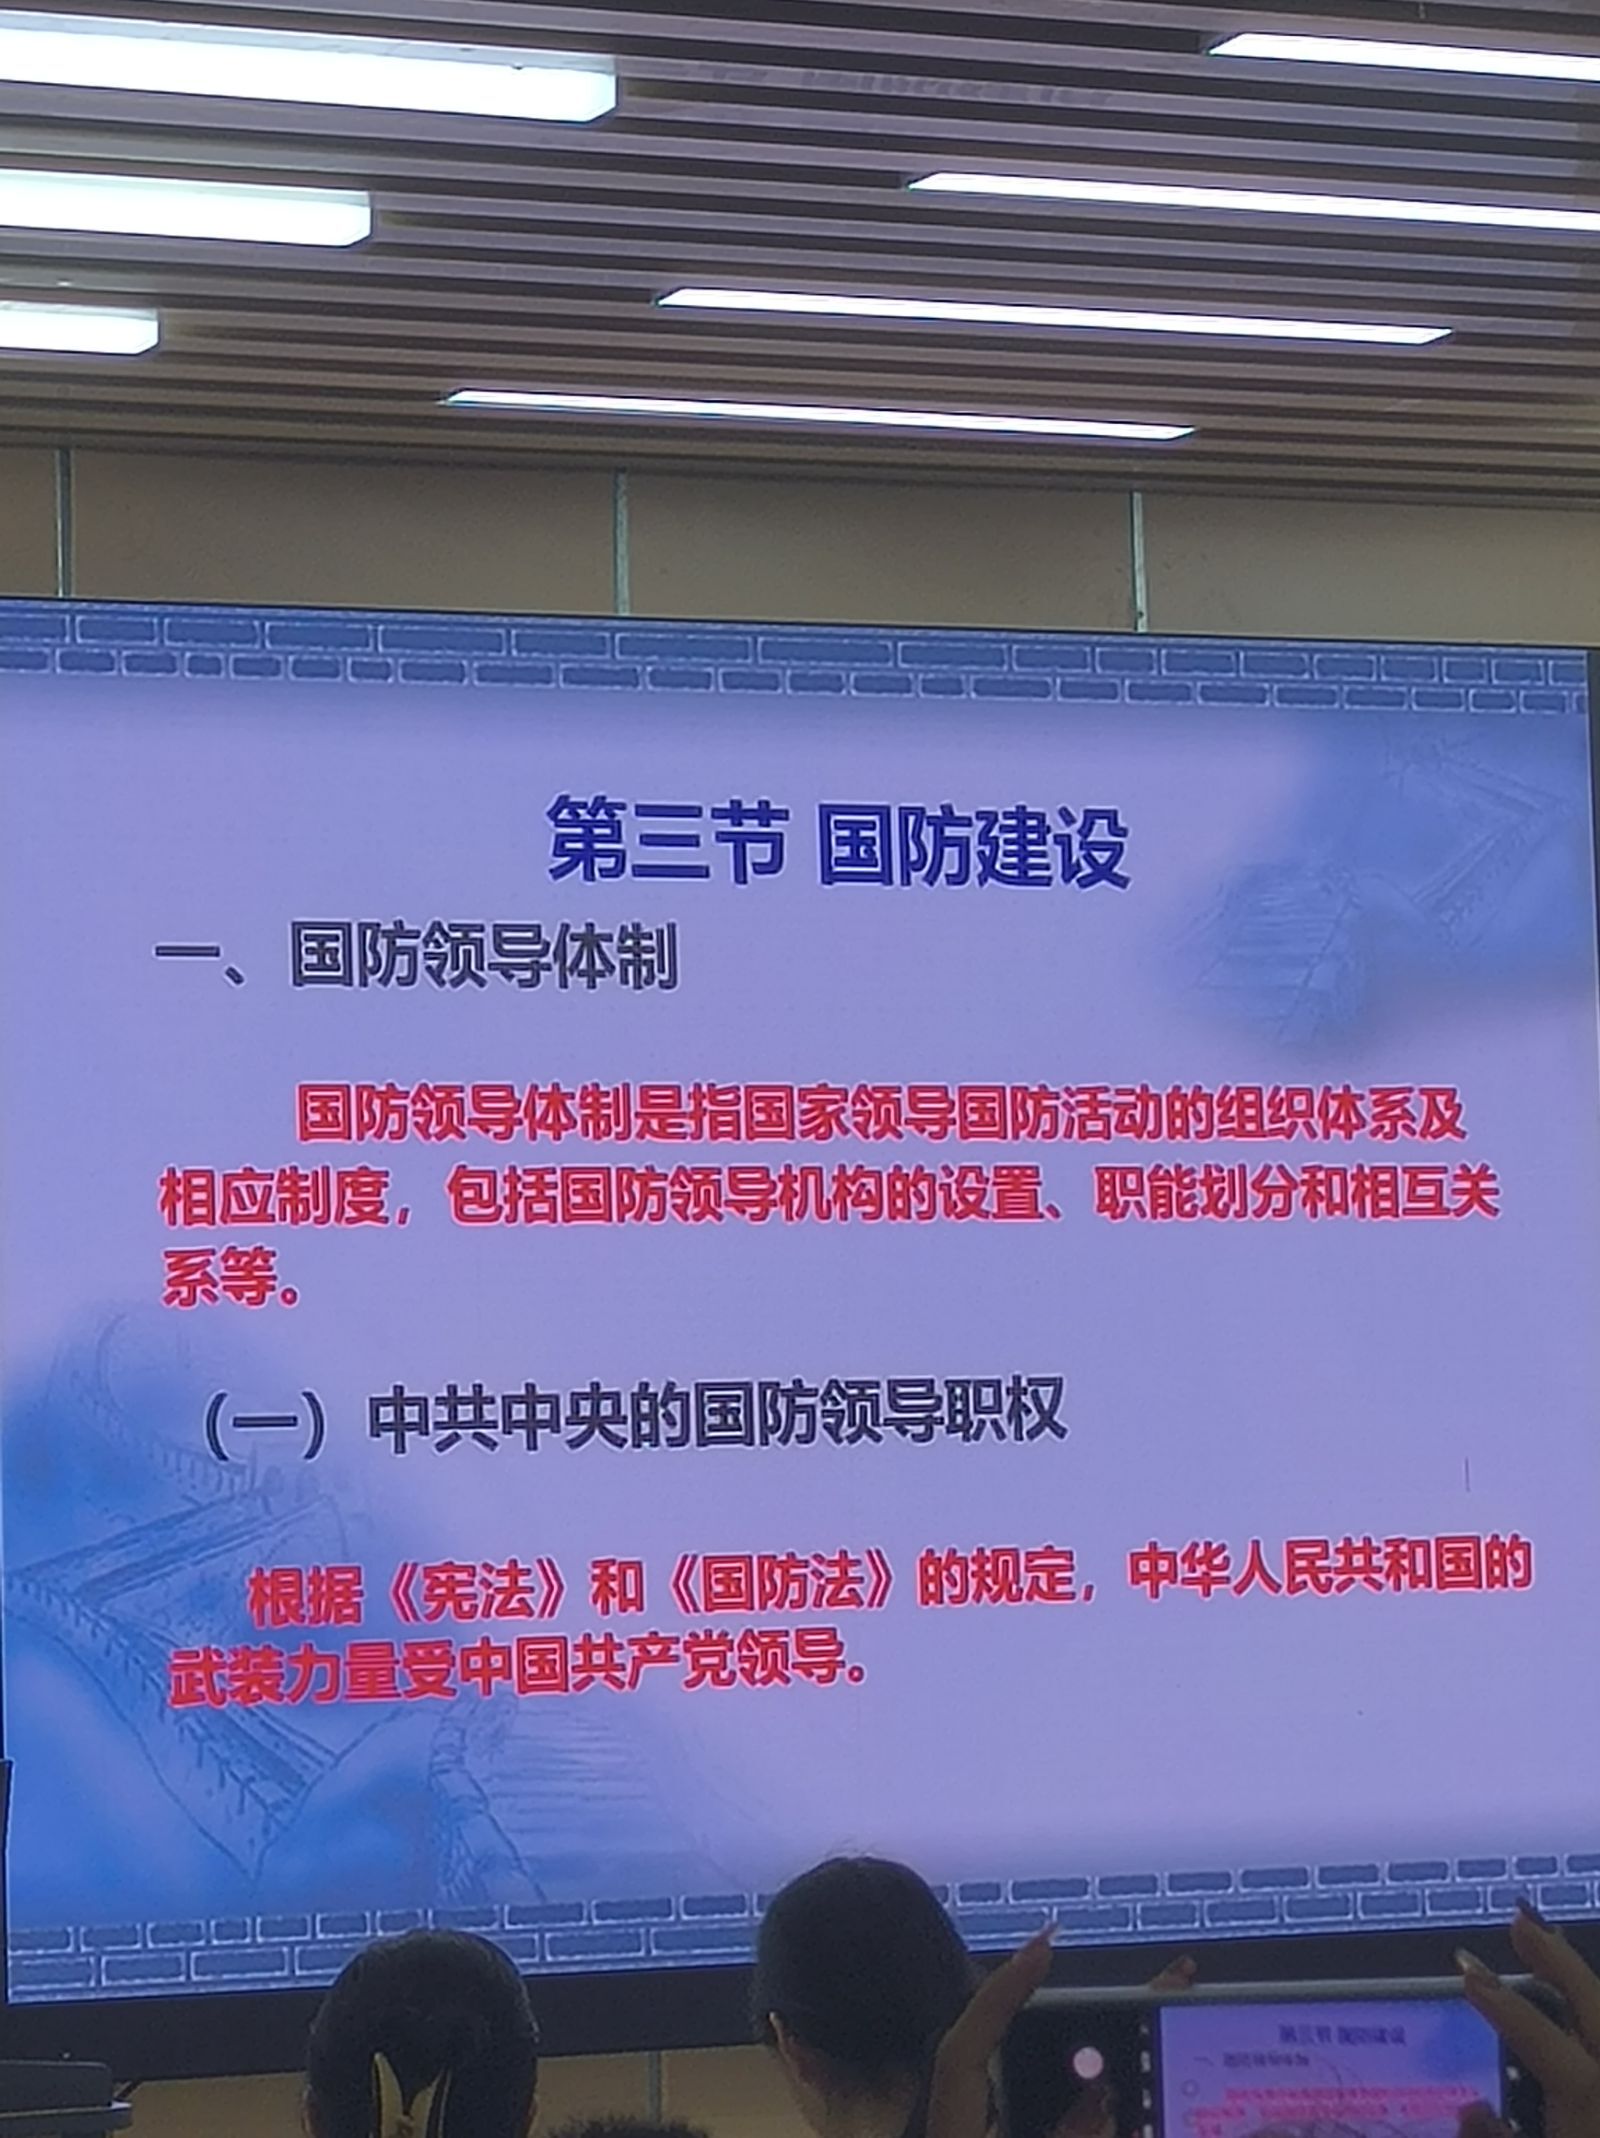 第三节 国防建设
一、国防领导体制
国防领导体制是指国家领导国防活动的组织体系及
相应制度，包括国防领导机构的设置、职能划分和相互关
系等。
（一）中共中央的国防领导职权
根据《宪法》和《国防法》的规定，中华人民共和国的
武装力量受中国共产党领导。